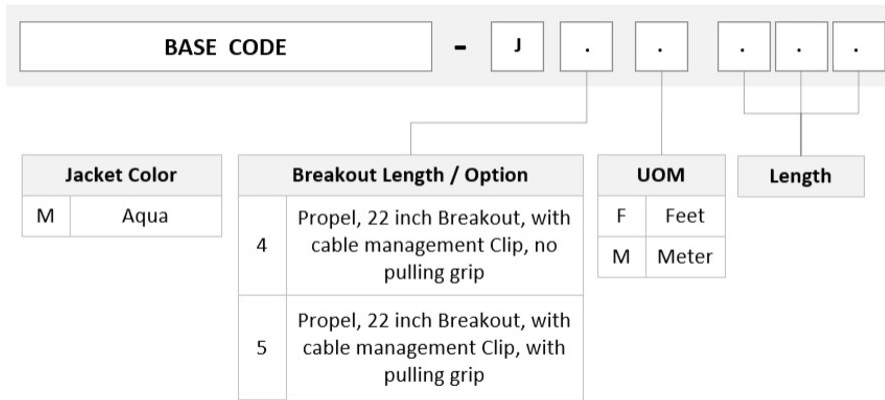 BASE CODE - J . . . . .
Jacket Color
M Aqua
Breakout Length / Option
4 Propel, 22 inch Breakout, with
cable management Clip, no
pulling grip
5 Propel, 22 inch Breakout, with
cable management Clip, with
pulling grip
UOM
F Feet
M Meter
Length